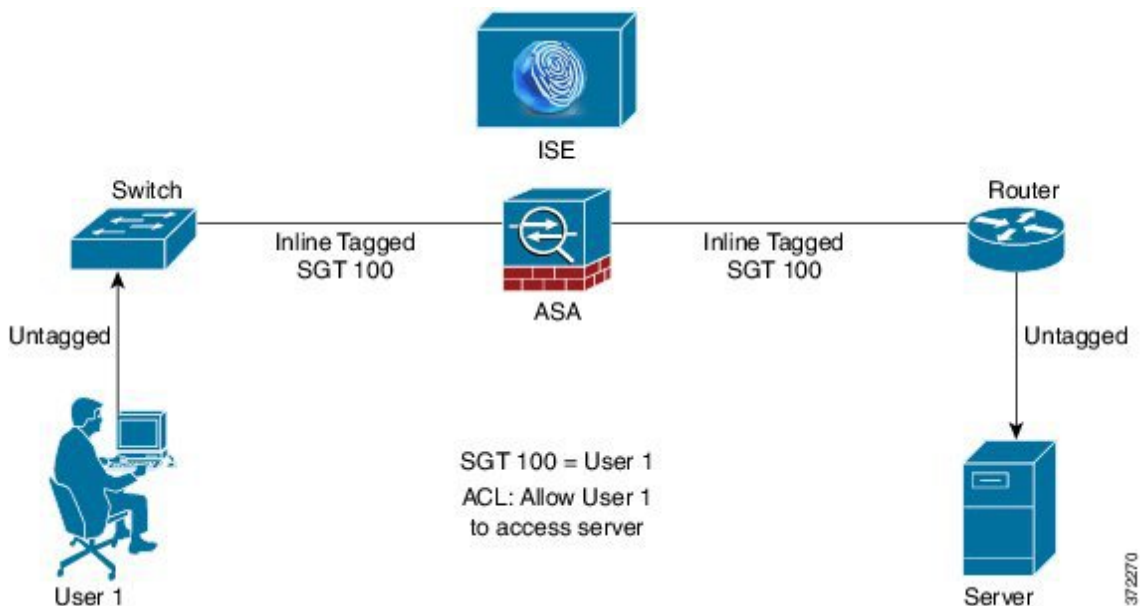 ISE
Switch
Router
Inline Tagged
SGT 100
Inline Tagged
SGT 100
ASA
Untagged
Untagged
SGT 100 = User 1
ACL: Allow User 1
to access server
User 1
Server
372270